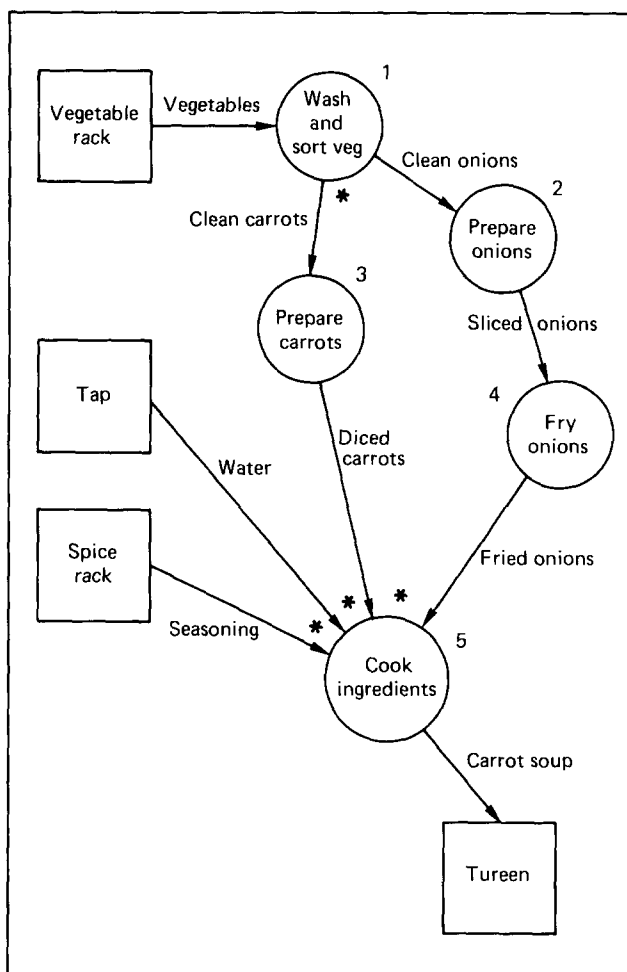 1
Vegetable
rack
Vegetables
Wash
and
sort veg
Clean onions
2
*
Clean carrots
Prepare
onions
3
Prepare
carrots
Sliced onions
Tap
4
Fry
onions
Diced
carrots
Water
Spice
rack
Fried onions
* * *
Seasoning
5
Cook
ingredients
Carrot soup
Tureen